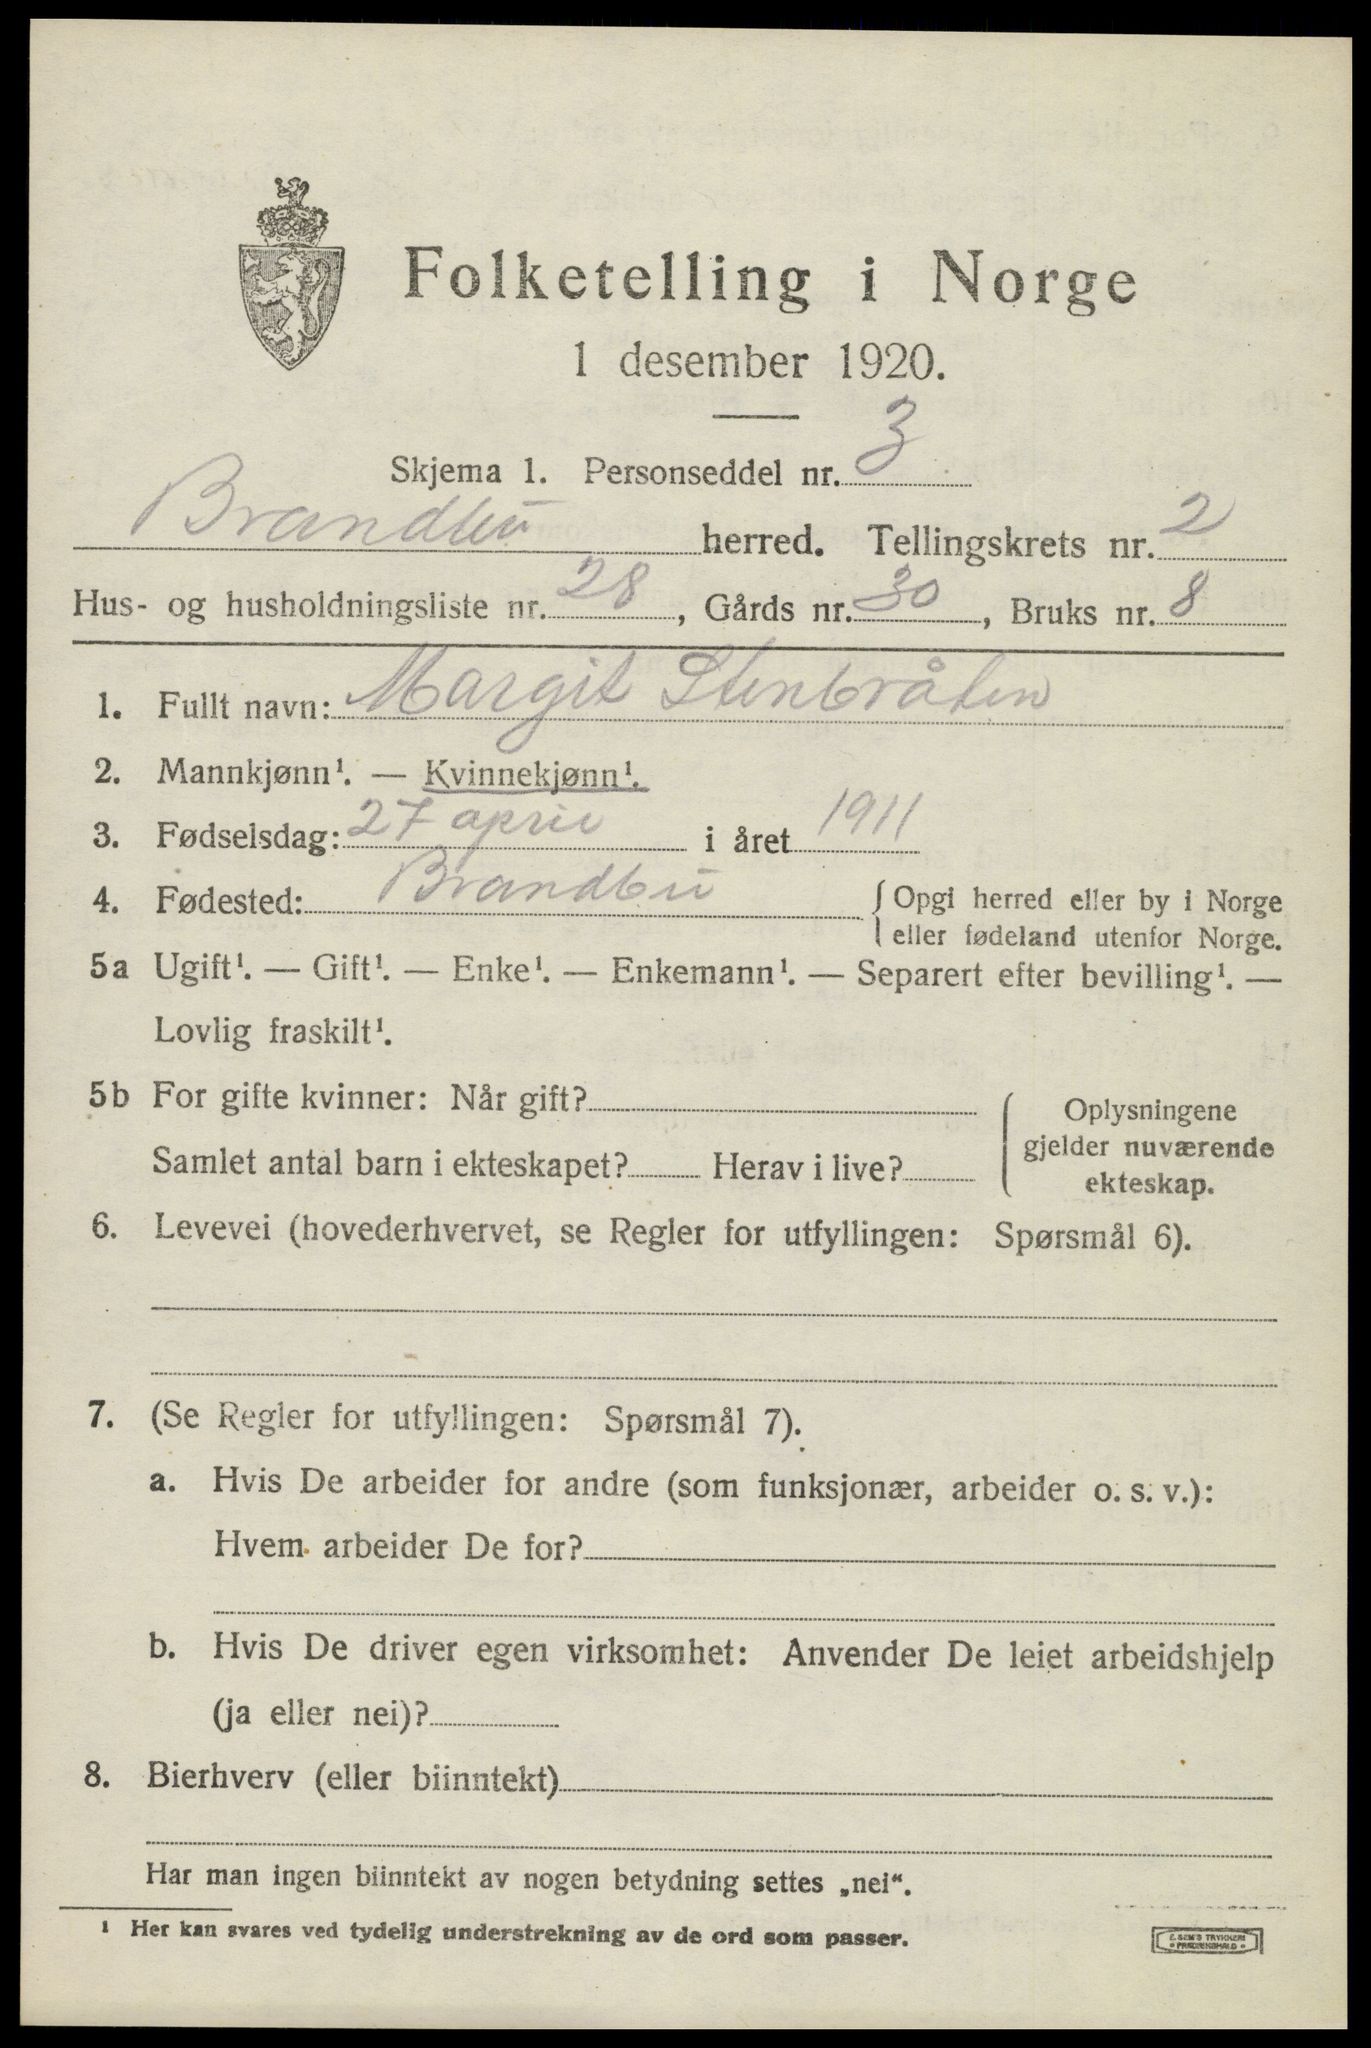 Folketelling i Norge
1 desember 1920.
Skjema 1. Personseddel nr. 3
Brandbu herred. Tellingskrets nr. 2
Hus- og husholdningsliste nr. 28, Gårds nr. 30, Bruks nr. 8
1. Fullt navn: Margit Stenbråten
2. Mannkjønn¹. — Kvinnekjønn¹.
3. Fødselsdag: 27 april i året 1911
4. Fødested: Brandbu { Opgi herred eller by i Norge
eller fødeland utenfor Norge.
5a Ugift¹. — Gift¹. — Enke¹. — Enkemann¹. — Separert efter bevilling¹. —
Lovlig fraskilt¹.
5b For gifte kvinner: Når gift?
Samlet antal barn i ekteskapet? Herav i live?
Oplysningene
gjelder nuværende
ekteskap.
6. Levevei (hovederhvervet, se Regler for utfyllingen: Spørsmål 6).
7. (Se Regler for utfyllingen: Spørsmål 7).
a. Hvis De arbeider for andre (som funksjonær, arbeider o. s. v.):
Hvem arbeider De for?
b. Hvis De driver egen virksomhet: Anvender De leiet arbeidshjelp
(ja eller nei)?
8. Bierhverv (eller biinntekt)
Har man ingen biinntekt av nogen betydning settes „nei“.
¹ Her kan svares ved tydelig understrekning av de ord som passer.
E. SEM'S TRYKKERI
• FREDRIKSHALD •